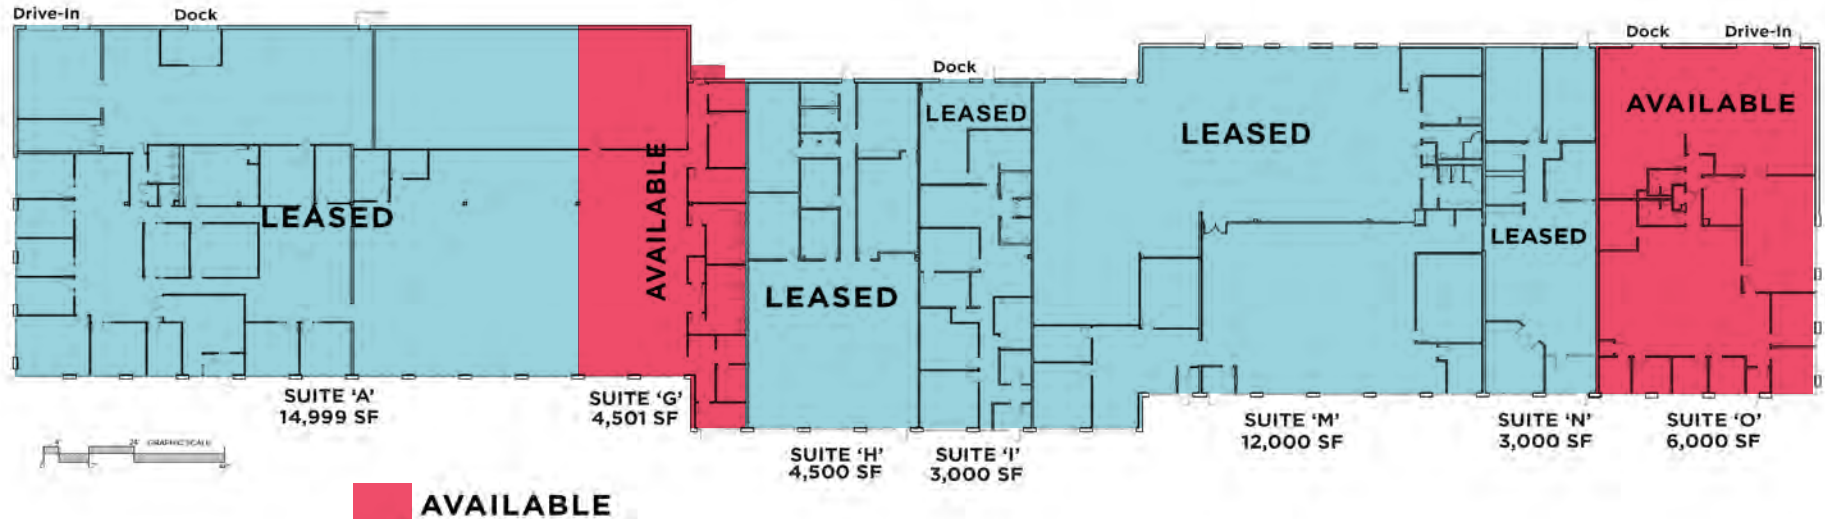 Drive-In
Dock
Dock
Dock
Drive-In
LEASED
AVAILABLE
LEASED
LEASED
LEASED
LEASED
AVAILABLE
SUITE 'A'
14,999 SF
SUITE 'G'
4,501 SF
SUITE 'H'
4,500 SF
SUITE 'I'
3,000 SF
SUITE 'M'
12,000 SF
SUITE 'N'
3,000 SF
SUITE 'O'
6,000 SF
GRAPHIC SCALE
AVAILABLE